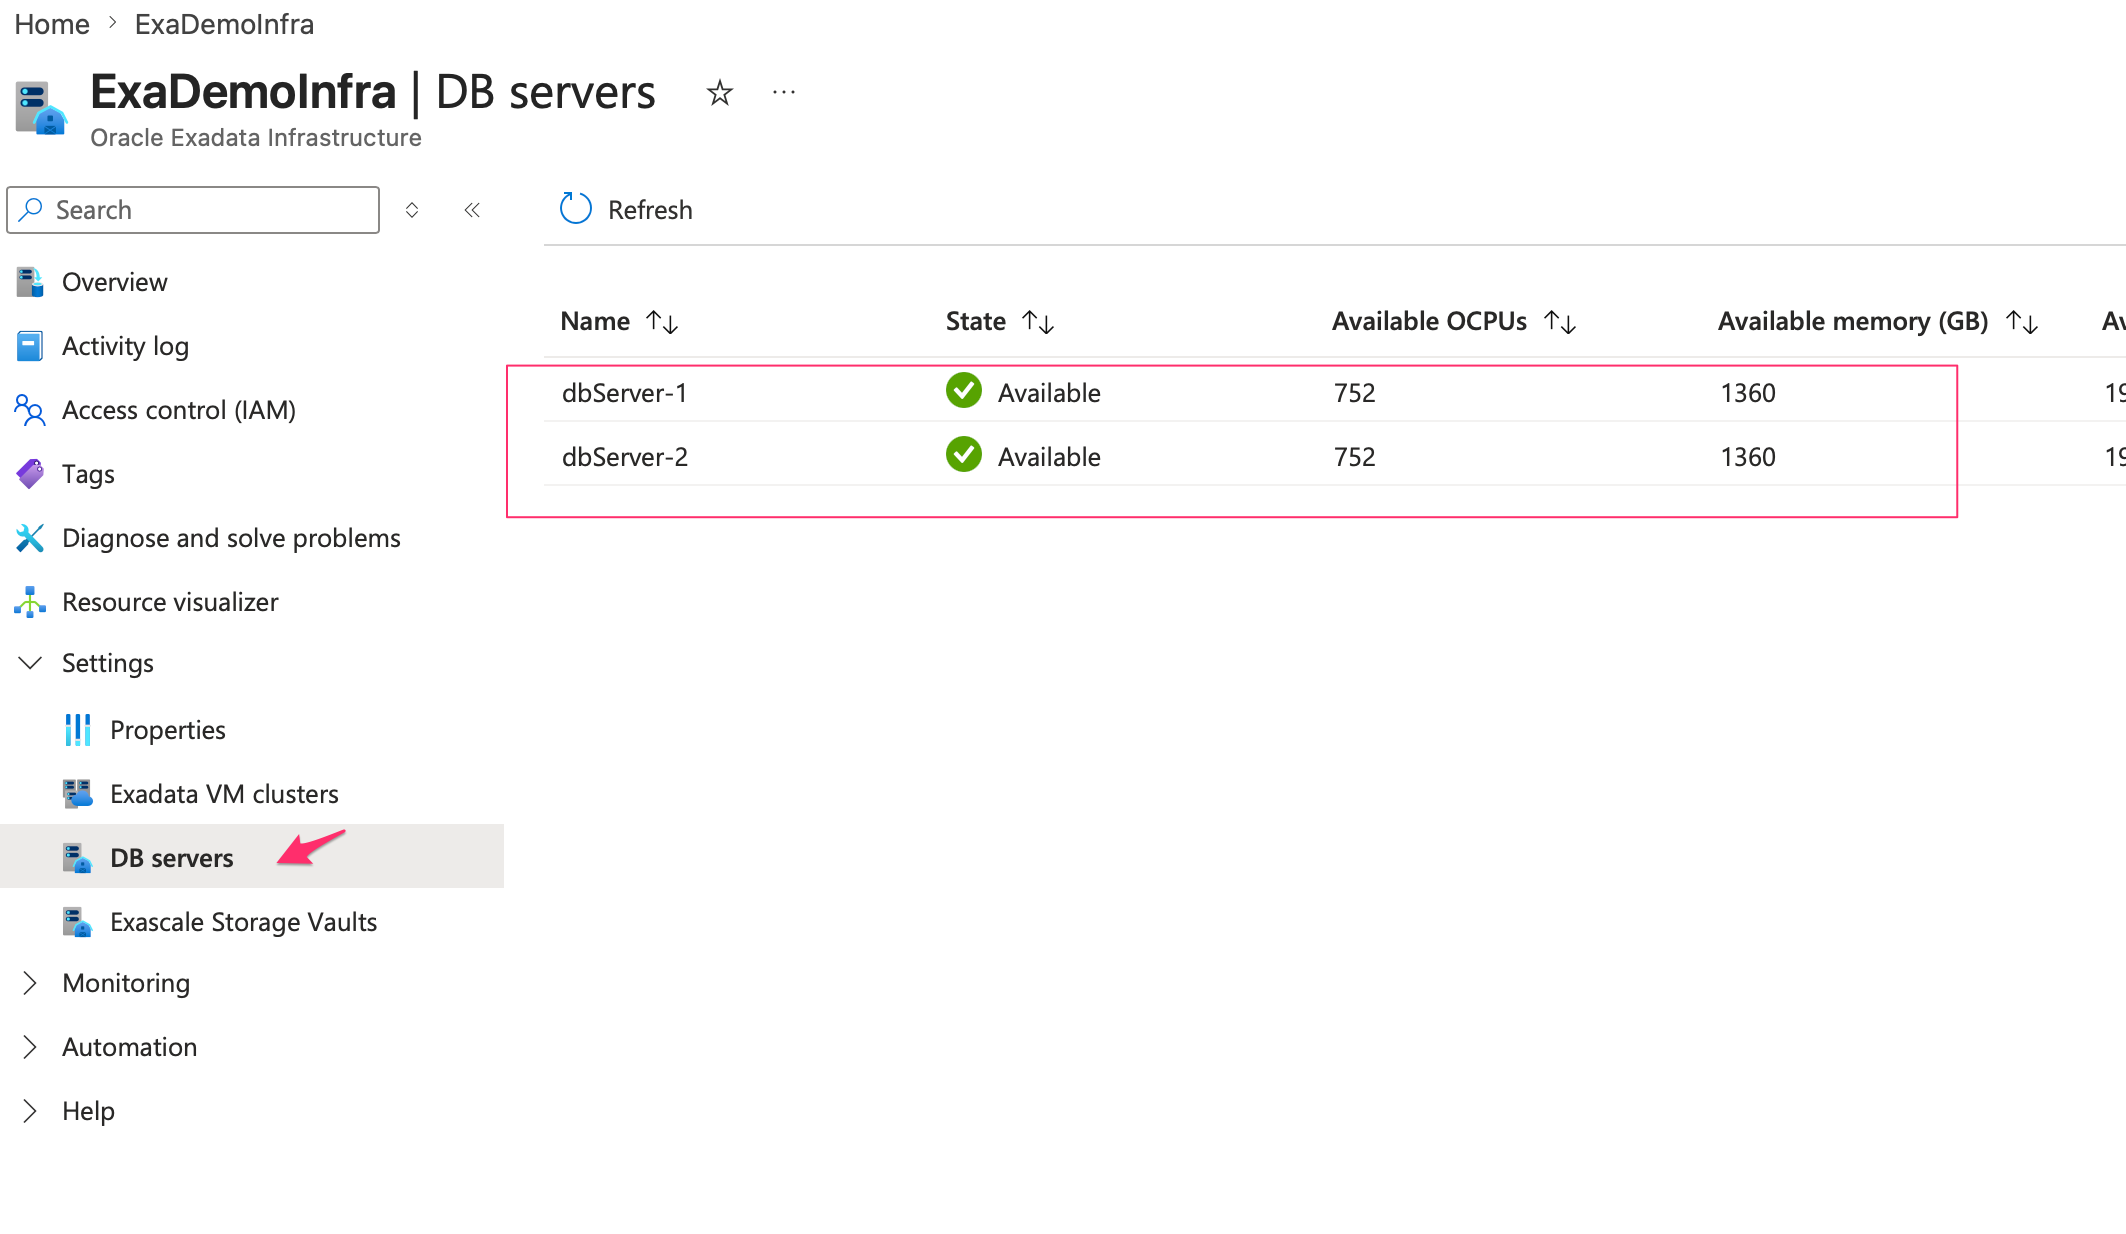 Home > ExaDemoInfra
ExaDemoInfra | DB servers
Oracle Exadata Infrastructure
Search
Refresh
Overview
Activity log
Access control (IAM)
Tags
Diagnose and solve problems
Resource visualizer
Settings
Properties
Exadata VM clusters
DB servers
Exascale Storage Vaults
Monitoring
Automation
Help
Name State Available OCPUs Available memory (GB)
dbServer-1 Available 752 1360
dbServer-2 Available 752 1360